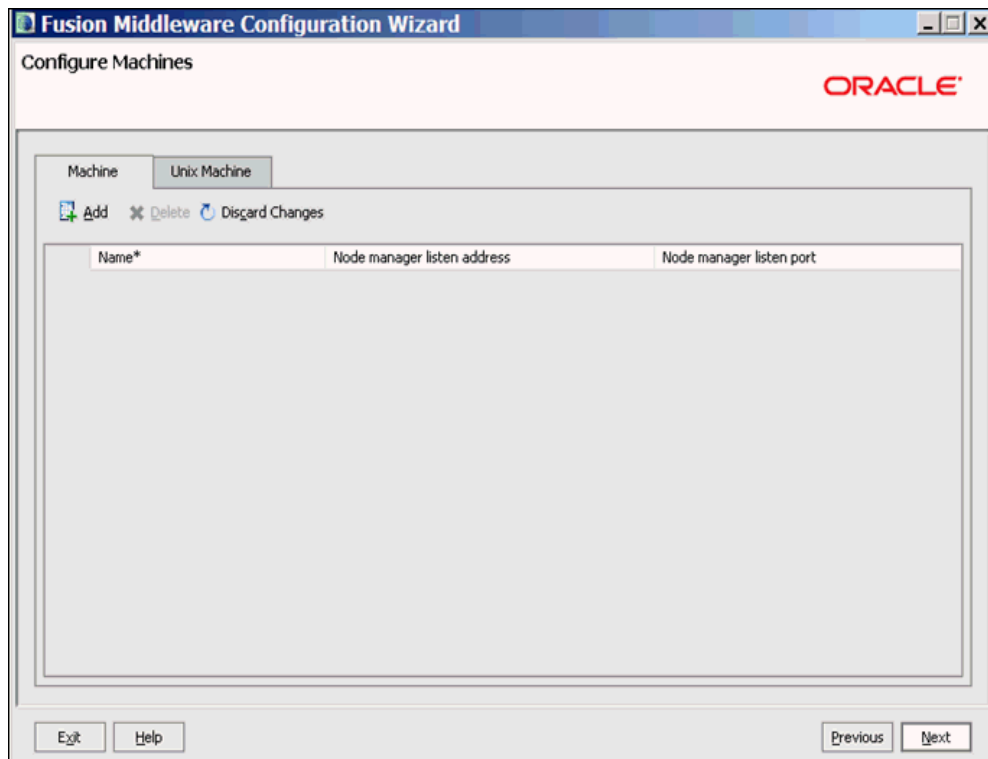 Fusion Middleware Configuration Wizard
Configure Machines
ORACLE
Machine Unix Machine
Add Delete Discard Changes
Name* Node manager listen address Node manager listen port
Exit Help Previous Next